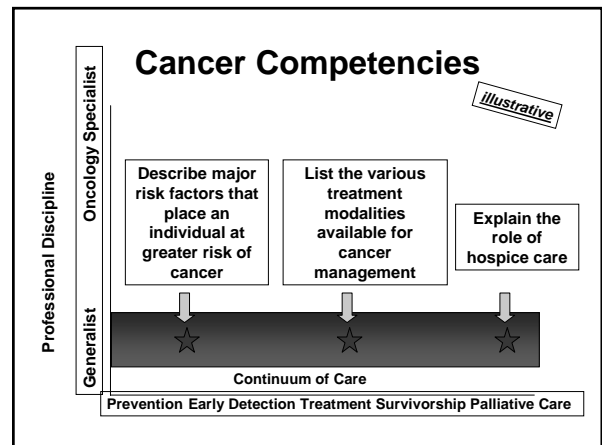 Cancer Competencies
illustrative
Professional Discipline
Oncology Specialist
Generalist
Describe major
risk factors that
place an
individual at
greater risk of
cancer
List the various
treatment
modalities
available for
cancer
management
Explain the
role of
hospice care
Continuum of Care
Prevention Early Detection Treatment Survivorship Palliative Care